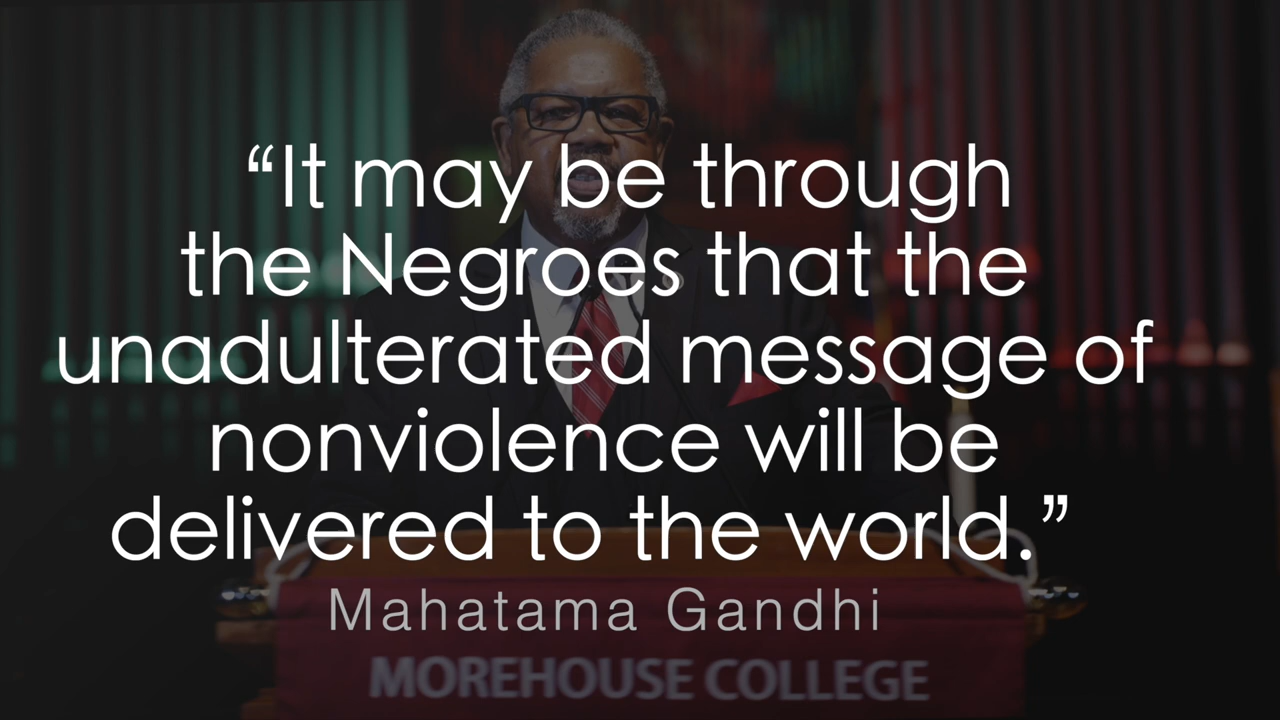 “It may be through
the Negroes that the
unadulterated message of
nonviolence will be
delivered to the world.”
Mahatama Gandhi
MOREHOUSE COLLEGE